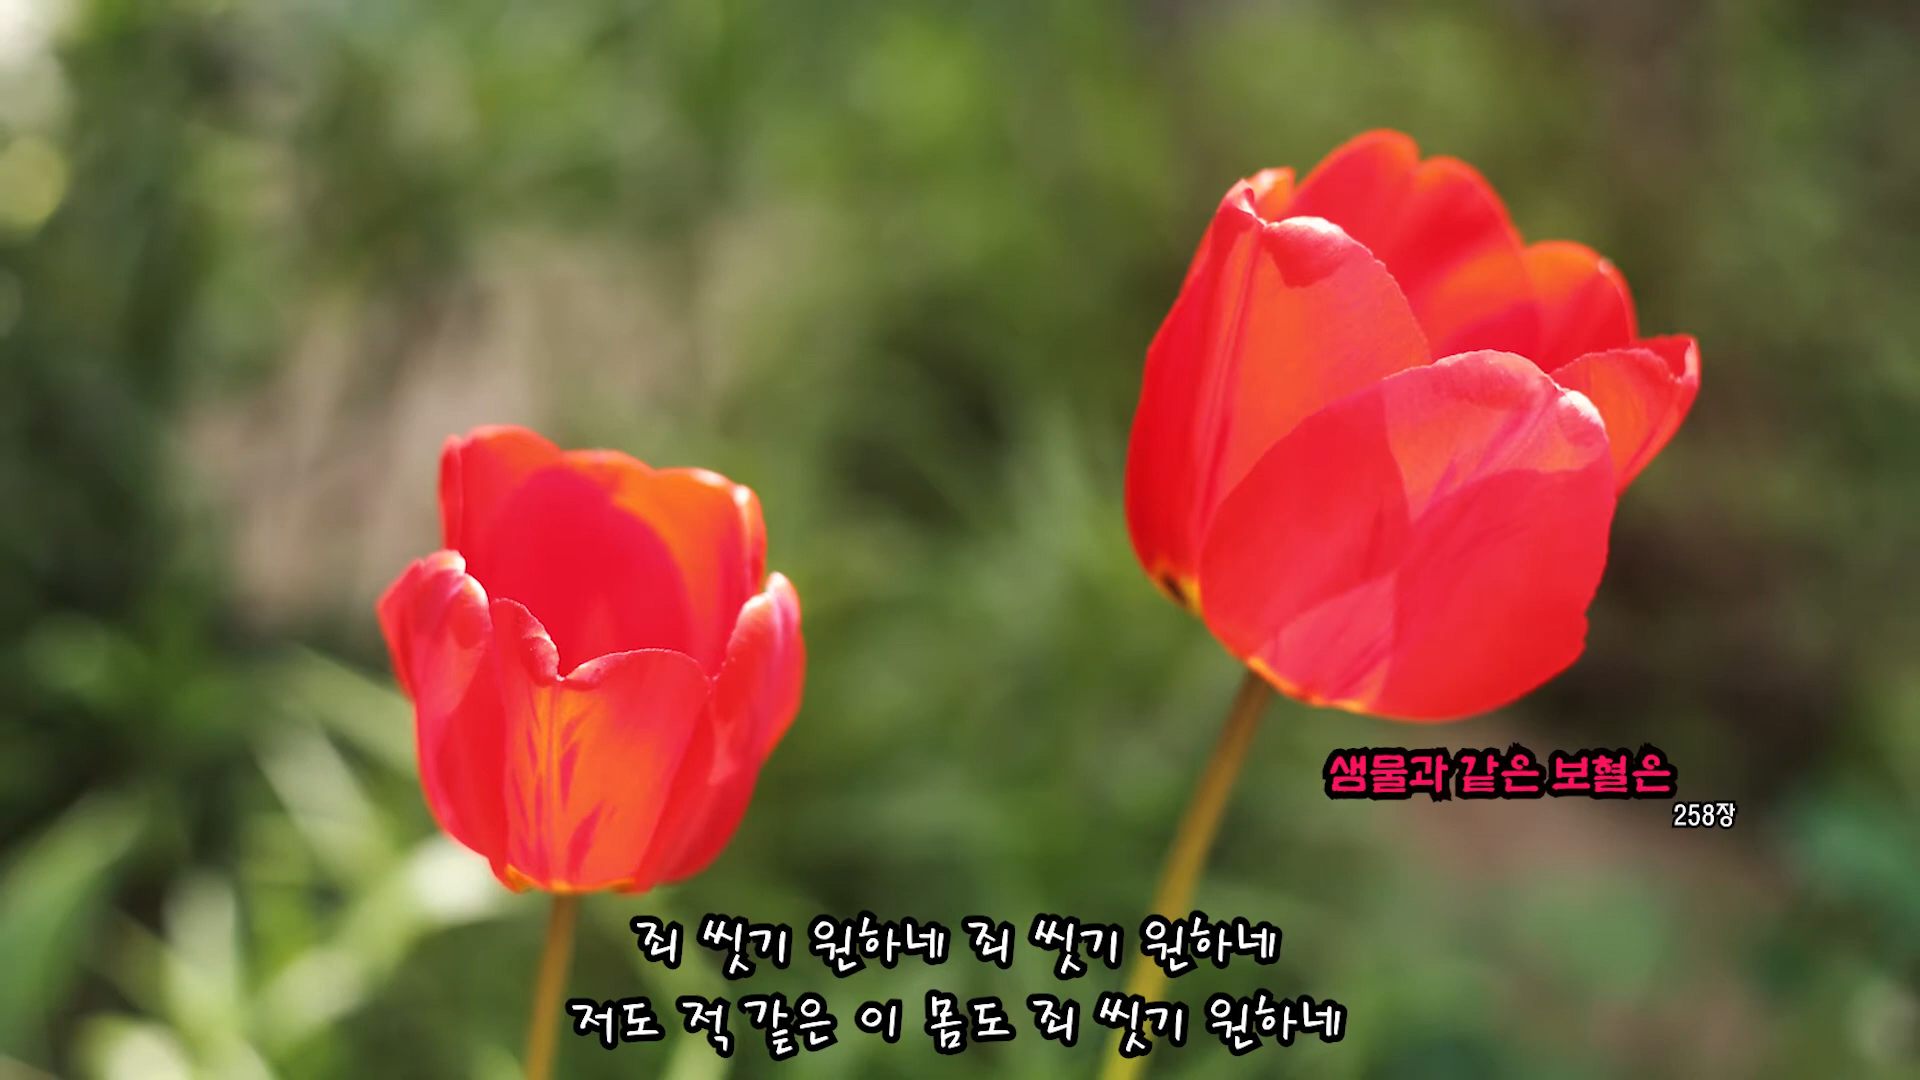 샘물과 같은 보혈은
258장
죄 씻기 원하네 죄 씻기 원하네
저도 적 같은 이 몸도 죄 씻기 원하네